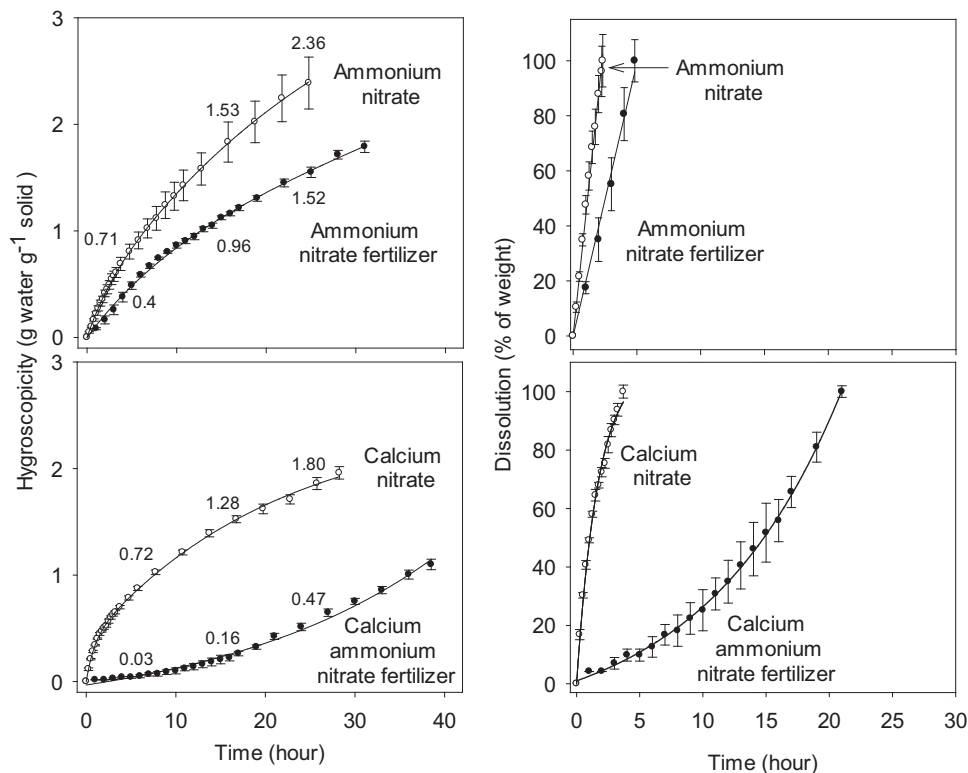 Hygroscopicity (g water g⁻¹ solid)
3
2
1
0
2.36
1.53
0.71
Ammonium
nitrate
1.52
0.96
0.4
Ammonium
nitrate fertilizer
3
2
1
0
1.80
1.28
0.72
Calcium
nitrate
0.47
0.16
0.03
Calcium
ammonium
nitrate fertilizer
0 10 20 30 40
Time (hour)
Dissolution (% of weight)
100
80
60
40
20
0
Ammonium
nitrate
Ammonium
nitrate fertilizer
100
80
60
40
20
0
Calcium
nitrate
Calcium
ammonium
nitrate fertilizer
0 5 10 15 20 25 30
Time (hour)